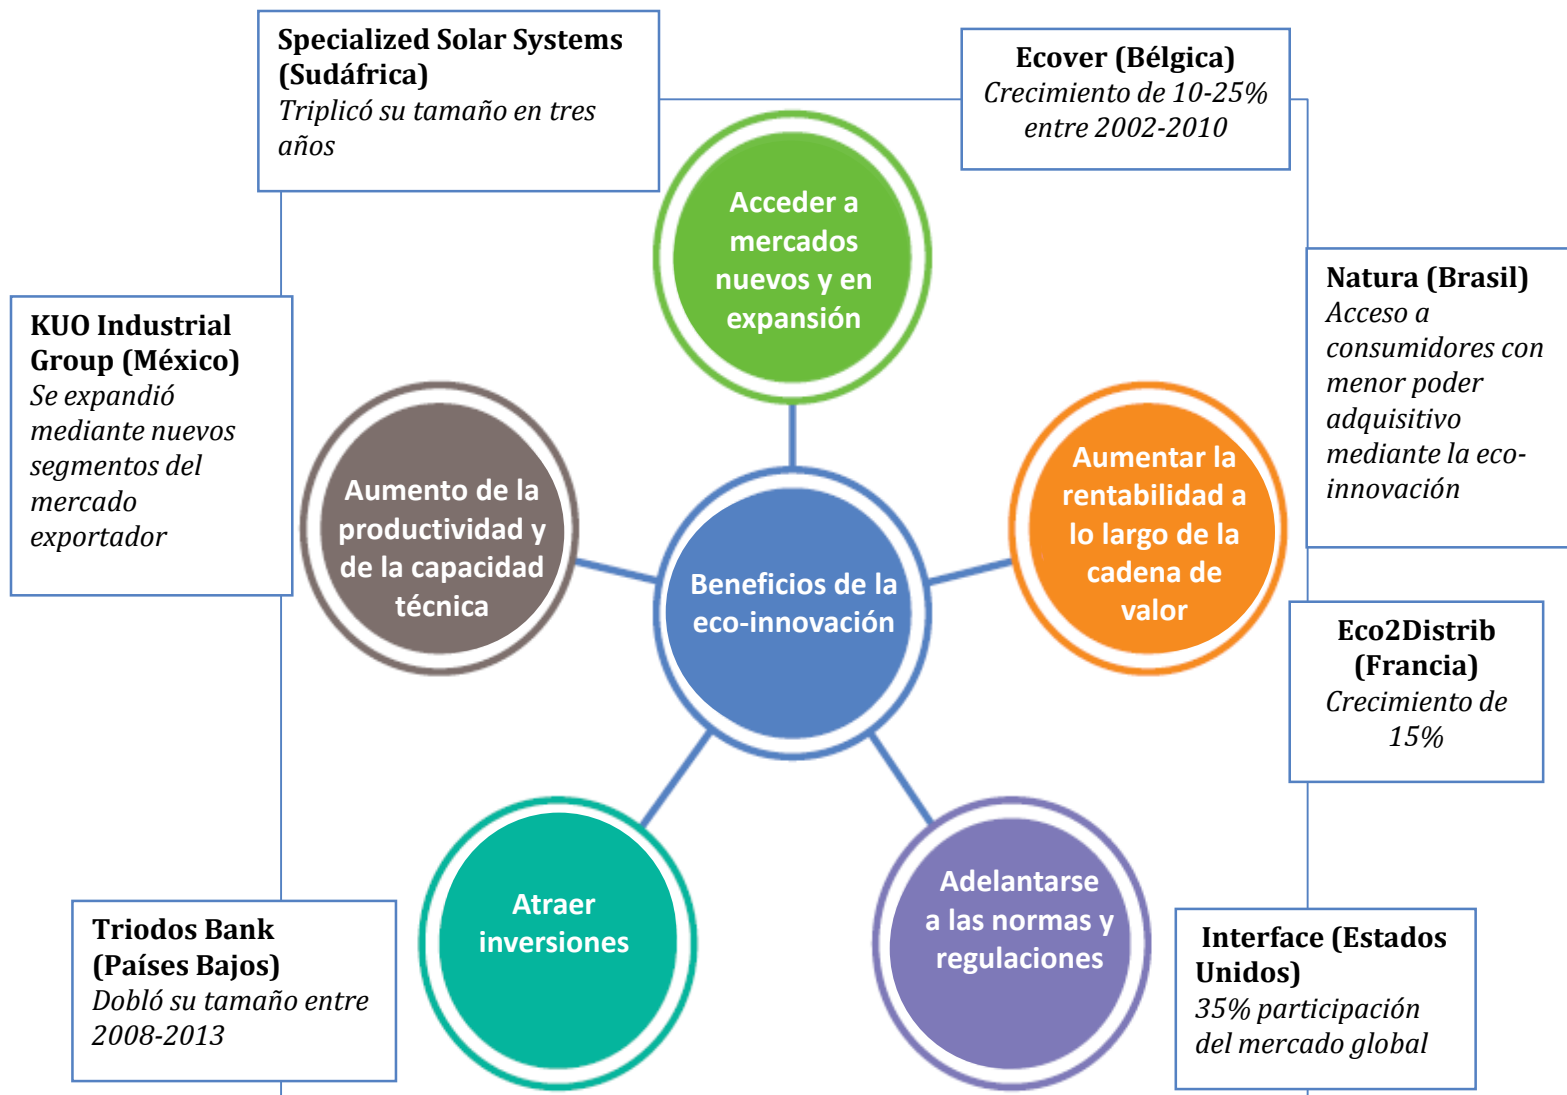 Specialized Solar Systems
(Sudáfrica)
Triplicó su tamaño en tres
años
Ecover (Bélgica)
Crecimiento de 10-25%
entre 2002-2010
Acceder a
mercados
nuevos y en
expansión
Natura (Brasil)
Acceso a
consumidores con
menor poder
adquisitivo
mediante la eco-
innovación
KUO Industrial
Group (México)
Se expandió
mediante nuevos
segmentos del
mercado
exportador
Aumento de la
productividad y
de la capacidad
técnica
Beneficios de la
eco-innovación
Aumentar la
rentabilidad a
lo largo de la
cadena de
valor
Eco2Distrib
(Francia)
Crecimiento de
15%
Triodos Bank
(Países Bajos)
Dobló su tamaño entre
2008-2013
Atraer
inversiones
Adelantarse
a las normas y
regulaciones
Interface (Estados
Unidos)
35% participación
del mercado global